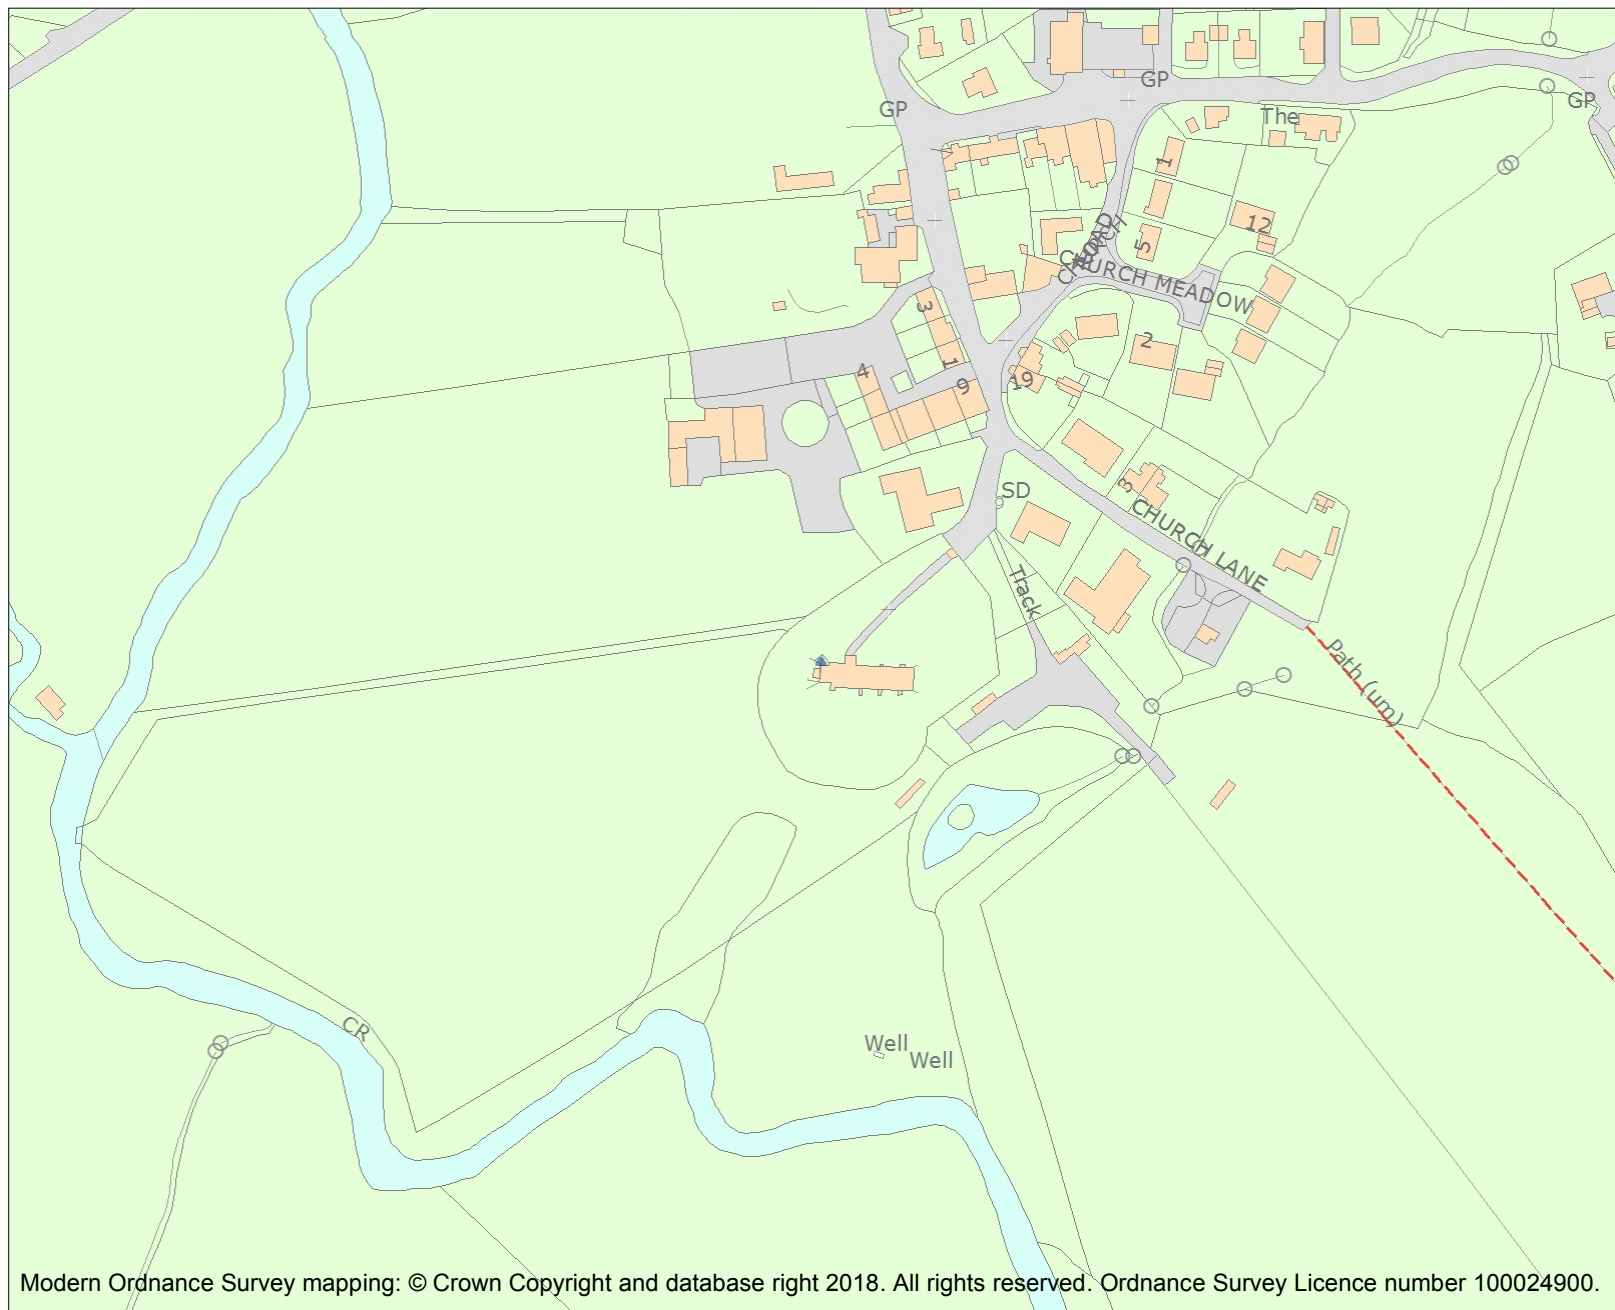 GP
GP
GP
The
1
12
5
CHURCH
ROAD
CHURCH MEADOW
3
2
1
4
9
19
3
SD
CHURCH LANE
Track
Path (um)
CR
Well
Well
Modern Ordnance Survey mapping: © Crown Copyright and database right 2018. All rights reserved. Ordnance Survey Licence number 100024900.